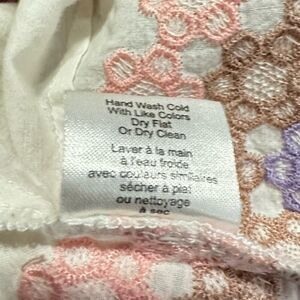 Hand Wash Cold
With Like Colors
Dry Flat
Or Dry Clean
Laver à la main
à l'eau froide
avec couleurs similaires
sécher à plat
ou nettoyage
à sec